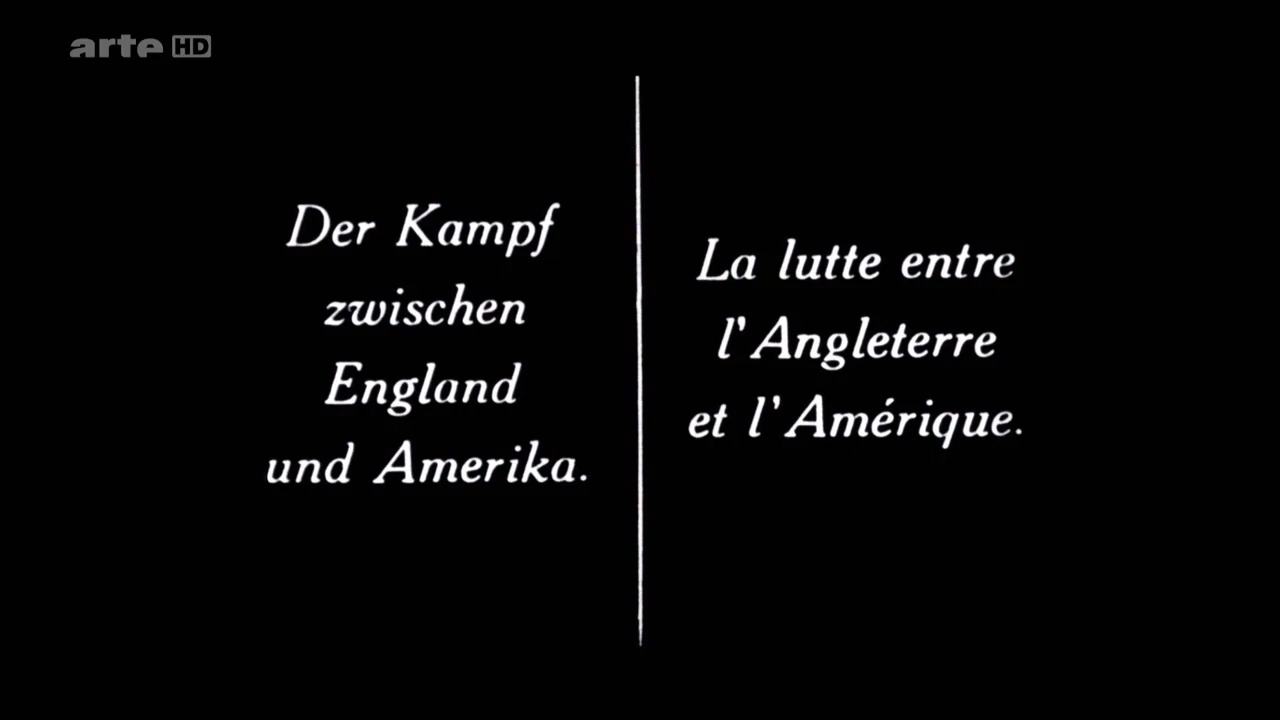 arte HD
Der Kampf
zwischen
England
und Amerika.
La lutte entre
l'Angleterre
et l'Amérique.